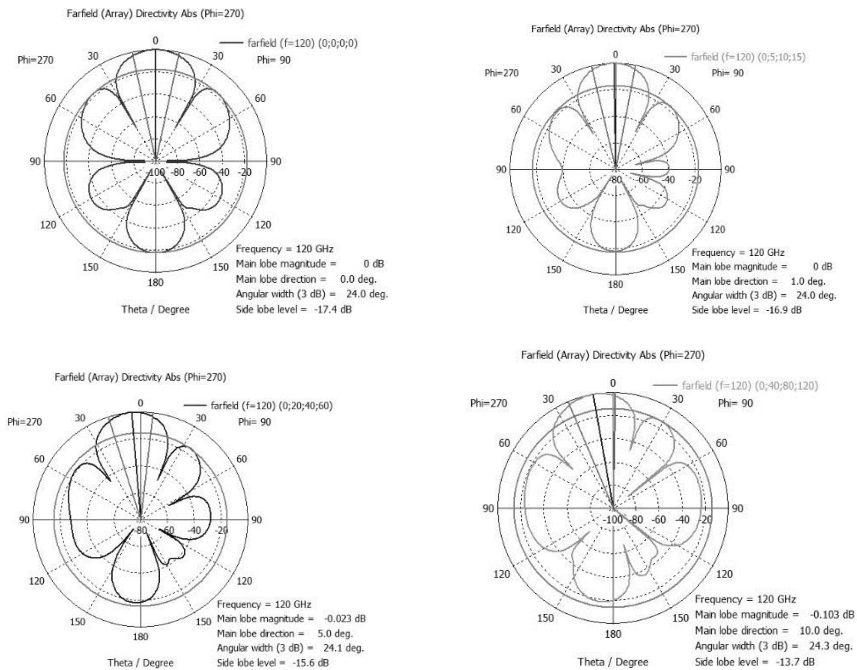 Farfield (Array) Directivity Abs (Phi=270)
farfield (f=120) (0;0;0;0)
0
30
30
Phi=270
Phi= 90
60
60
90
-100
-80
-60
-40
-20
90
120
120
150
150
180
Theta / Degree
Frequency = 120 GHz
Main lobe magnitude = 0 dB
Main lobe direction = 0.0 deg.
Angular width (3 dB) = 24.0 deg.
Side lobe level = -17.4 dB
Farfield (Array) Directivity Abs (Phi=270)
farfield (f=120) (0;5;10;15)
0
30
30
Phi=270
Phi= 90
60
60
90
-80
-60
-40
-20
90
120
120
150
150
180
Theta / Degree
Frequency = 120 GHz
Main lobe magnitude = 0 dB
Main lobe direction = 1.0 deg.
Angular width (3 dB) = 24.0 deg.
Side lobe level = -16.9 dB
Farfield (Array) Directivity Abs (Phi=270)
farfield (f=120) (0;20;40;60)
0
30
30
Phi=270
Phi= 90
60
60
90
-80
-60
-40
-20
90
120
120
150
150
180
Theta / Degree
Frequency = 120 GHz
Main lobe magnitude = -0.023 dB
Main lobe direction = 5.0 deg.
Angular width (3 dB) = 24.1 deg.
Side lobe level = -15.6 dB
Farfield (Array) Directivity Abs (Phi=270)
farfield (f=120) (0;40;80;120)
0
30
30
Phi=270
Phi= 90
60
60
90
-100
-80
-60
-40
-20
90
120
120
150
150
180
Theta / Degree
Frequency = 120 GHz
Main lobe magnitude = -0.103 dB
Main lobe direction = 10.0 deg.
Angular width (3 dB) = 24.3 deg.
Side lobe level = -13.7 dB